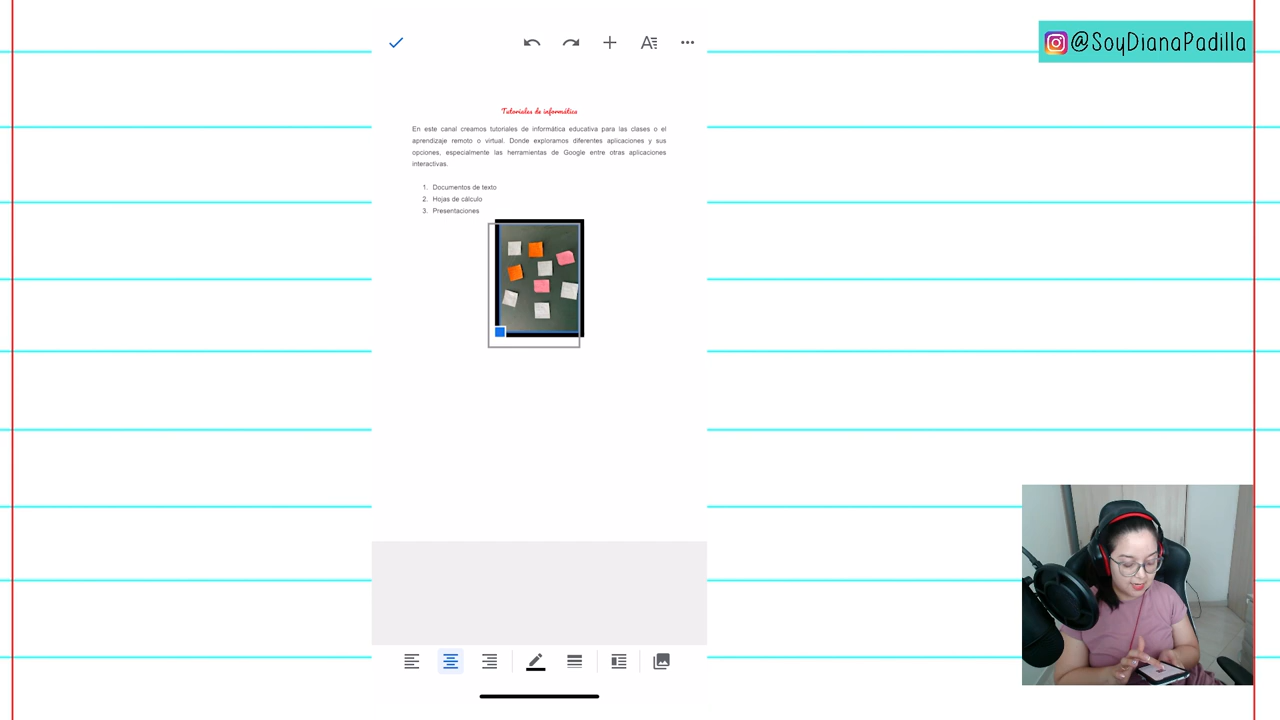 @SoyDianaPadilla
Tutoriales de informática
En este canal creamos tutoriales de informática educativa para las clases o el
aprendizaje remoto o virtual. Donde exploramos diferentes aplicaciones y sus
opciones, especialmente las herramientas de Google entre otras aplicaciones
interactivas.
1. Documentos de texto
2. Hojas de cálculo
3. Presentaciones